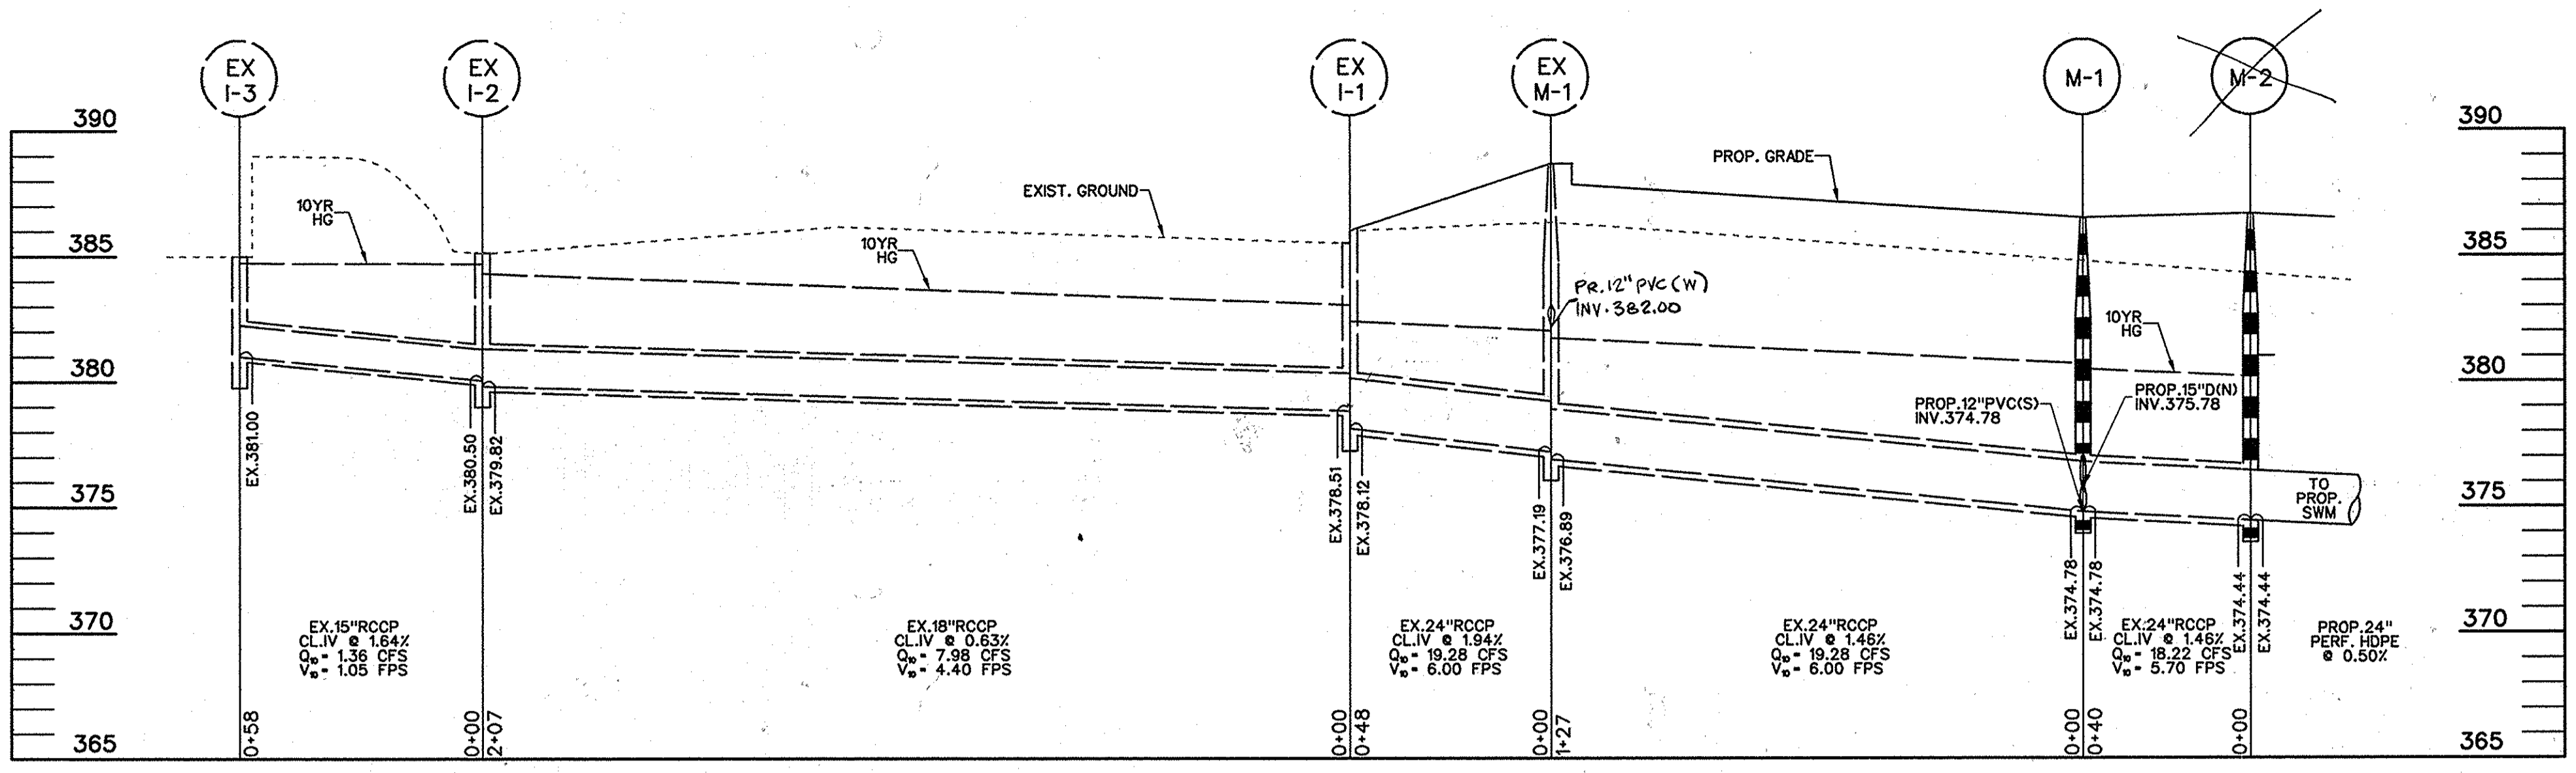 EX
I-3
EX
I-2
EX
I-1
EX
M-1
M-1
M-2
390
385
380
375
370
365
390
385
380
375
370
365
10YR
HG
EXIST. GROUND
10YR
HG
PROP. GRADE
PR. 12" PVC (W)
INV. 382.00
10YR
HG
PROP.12"PVC(S)
INV.374.78
PROP.15"D(N)
INV.375.78
TO
PROP.
SWM
EX.381.00
EX.380.50
EX.379.82
EX.378.51
EX.378.12
EX.377.19
EX.376.89
EX.374.78
EX.374.78
EX.374.44
EX.374.44
EX.15"RCCP
CL.IV @ 1.64%
Q₁₀= 1.36 CFS
V₁₀= 1.05 FPS
EX.18"RCCP
CL.IV @ 0.63%
Q₁₀= 7.98 CFS
V₁₀= 4.40 FPS
EX.24"RCCP
CL.IV @ 1.94%
Q₁₀= 19.28 CFS
V₁₀= 6.00 FPS
EX.24"RCCP
CL.IV @ 1.46%
Q₁₀= 19.28 CFS
V₁₀= 6.00 FPS
EX.24"RCCP
CL.IV @ 1.46%
Q₁₀= 18.22 CFS
V₁₀= 5.70 FPS
PROP.24"
PERF. HDPE
@ 0.50%
0+58
0+00
2+07
0+00
0+48
0+00
1+27
0+00
0+40
0+00